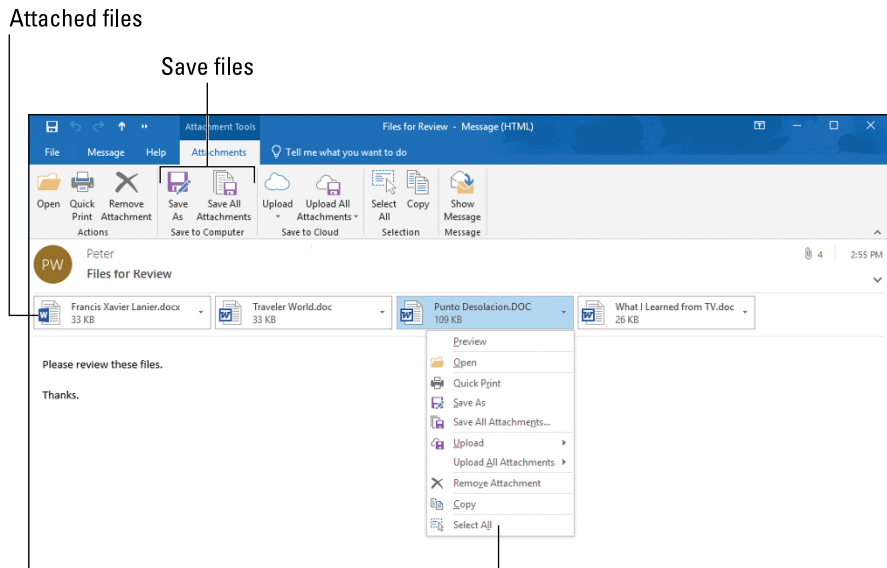 Attached files
Save files
Attachment Tools
Files for Review - Message (HTML)
File Message Help Attachments Tell me what you want to do
Open Quick Print Remove Attachment Save As Save All Attachments Upload Upload All Attachments Select All Copy Show Message
Actions Save to Computer Save to Cloud Selection Message
PW
Peter
4 2:55 PM
Files for Review
Francis Xavier Lanier.docx
33 KB
Traveler World.doc
33 KB
Punto Desolacion.DOC
109 KB
What I Learned from TV.doc
26 KB
Please review these files.
Thanks.
Preview
Open
Quick Print
Save As
Save All Attachments...
Upload
Upload All Attachments
Remove Attachment
Copy
Select All